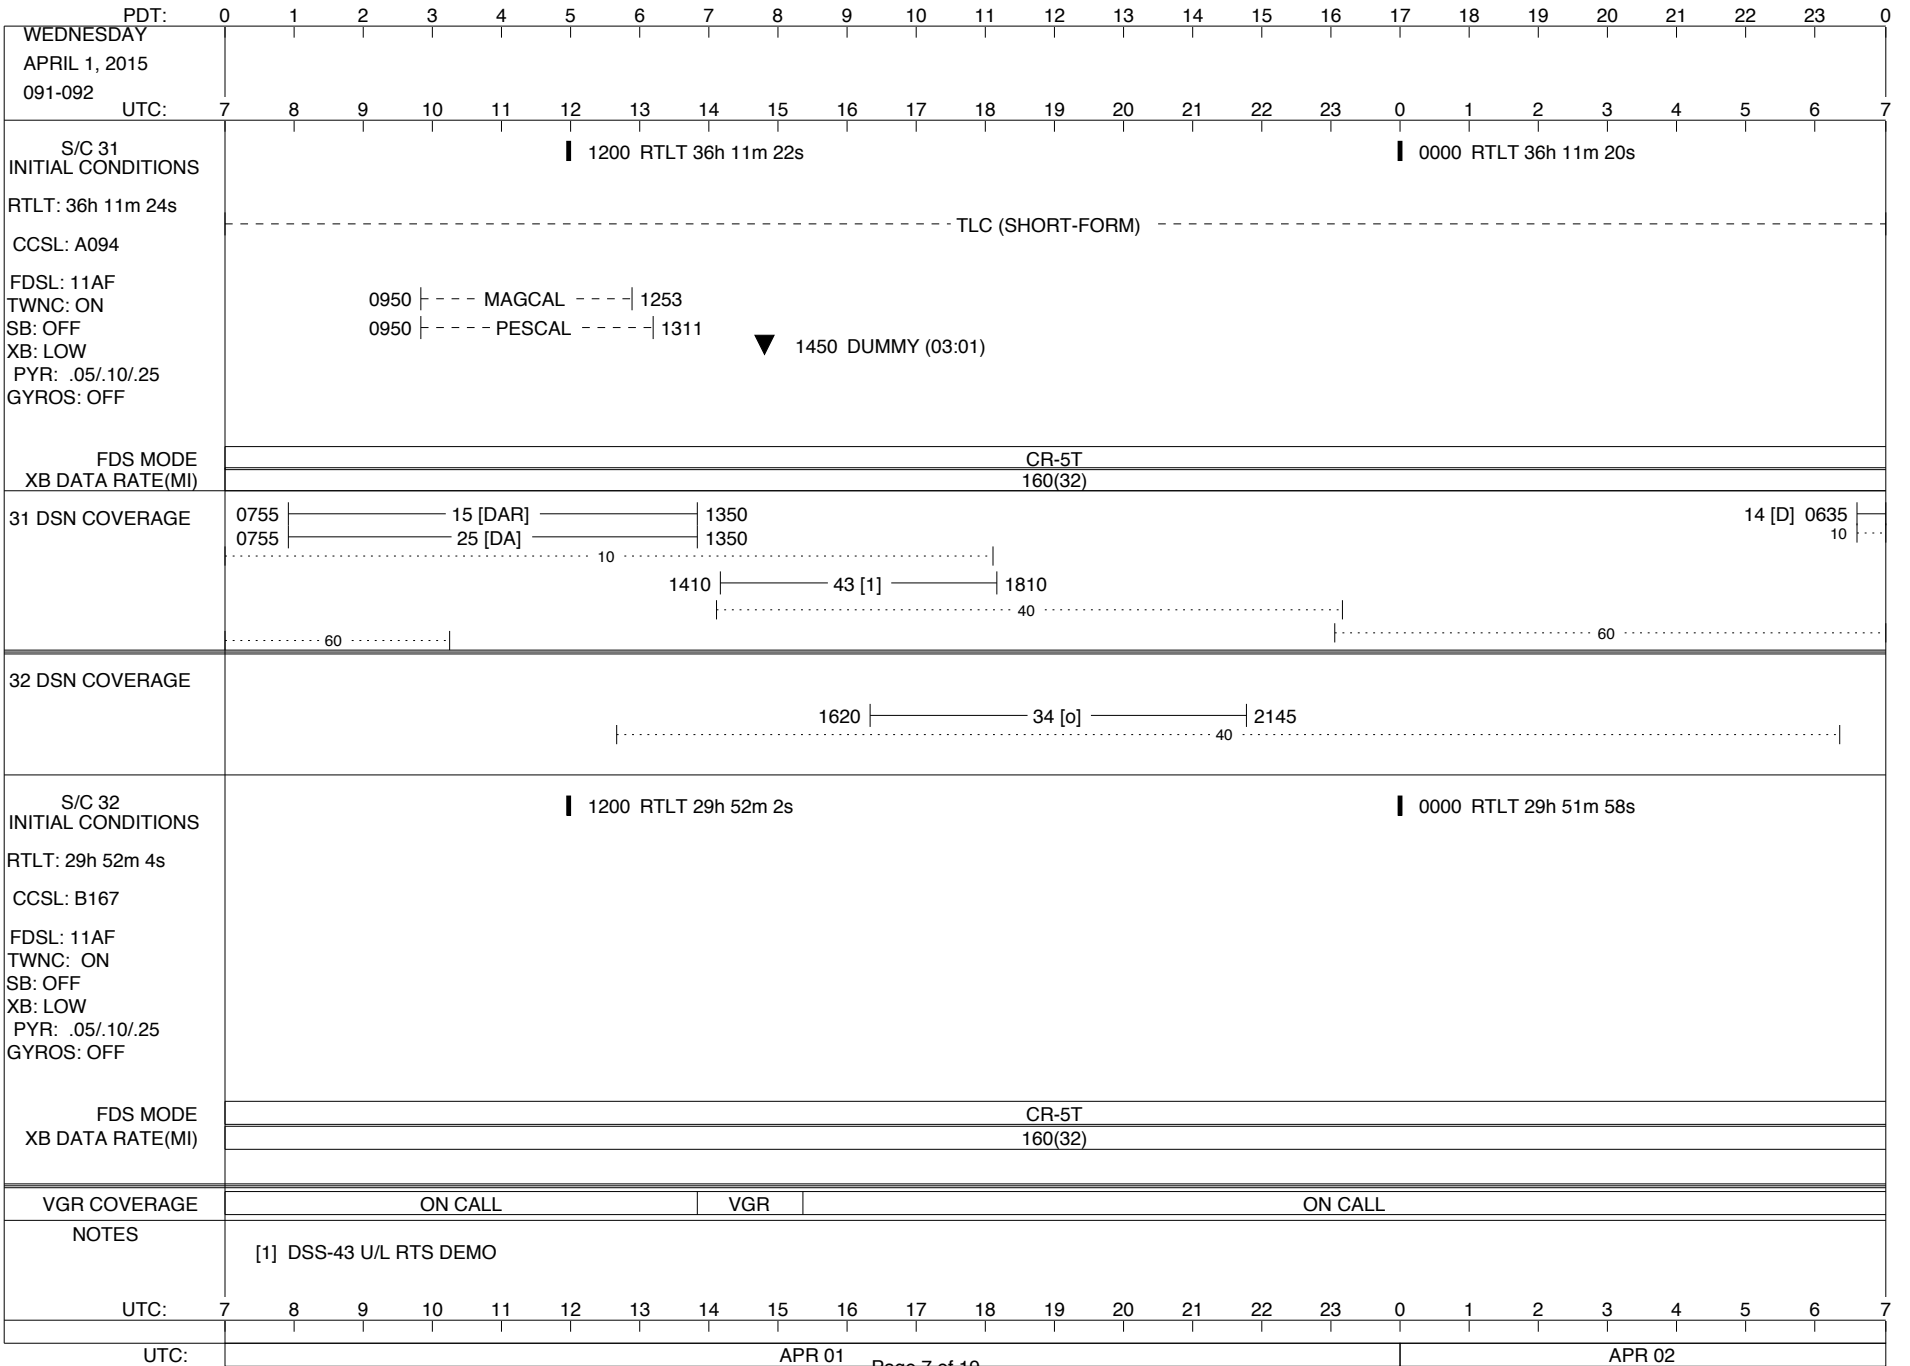 PDT: 0 1 2 3 4 5 6 7 8 9 10 11 12 13 14 15 16 17 18 19 20 21 22 23 0
WEDNESDAY
APRIL 1, 2015
091-092
UTC: 7 8 9 10 11 12 13 14 15 16 17 18 19 20 21 22 23 0 1 2 3 4 5 6 7
S/C 31
INITIAL CONDITIONS
1200 RTLT 36h 11m 22s
0000 RTLT 36h 11m 20s
RTLT: 36h 11m 24s
TLC (SHORT-FORM)
CCSL: A094
FDSL: 11AF
TWNC: ON
SB: OFF
XB: LOW
PYR: .05/.10/.25
GYROS: OFF
0950 MAGCAL 1253
0950 PESCAL 1311
1450 DUMMY (03:01)
FDS MODE CR-5T
XB DATA RATE(MI) 160(32)
31 DSN COVERAGE
0755 15 [DAR] 1350
14 [D] 0635
0755 25 [DA] 1350
10
10
1410 43 [1] 1810
40
60
60
32 DSN COVERAGE
1620 34 [o] 2145
40
S/C 32
INITIAL CONDITIONS
1200 RTLT 29h 52m 2s
0000 RTLT 29h 51m 58s
RTLT: 29h 52m 4s
CCSL: B167
FDSL: 11AF
TWNC: ON
SB: OFF
XB: LOW
PYR: .05/.10/.25
GYROS: OFF
FDS MODE CR-5T
XB DATA RATE(MI) 160(32)
VGR COVERAGE ON CALL VGR ON CALL
NOTES
[1] DSS-43 U/L RTS DEMO
UTC: 7 8 9 10 11 12 13 14 15 16 17 18 19 20 21 22 23 0 1 2 3 4 5 6 7
UTC: APR 01 APR 02
Page 7 of 10